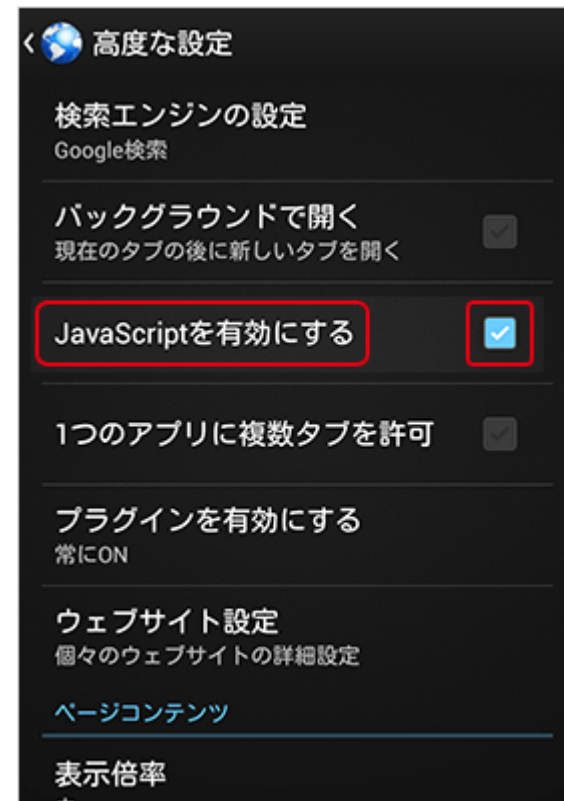 高度な設定
検索エンジンの設定
Google検索
バックグラウンドで開く
現在のタブの後に新しいタブを開く
JavaScriptを有効にする
1つのアプリに複数タブを許可
プラグインを有効にする
常にON
ウェブサイト設定
個々のウェブサイトの詳細設定
ページコンテンツ
表示倍率